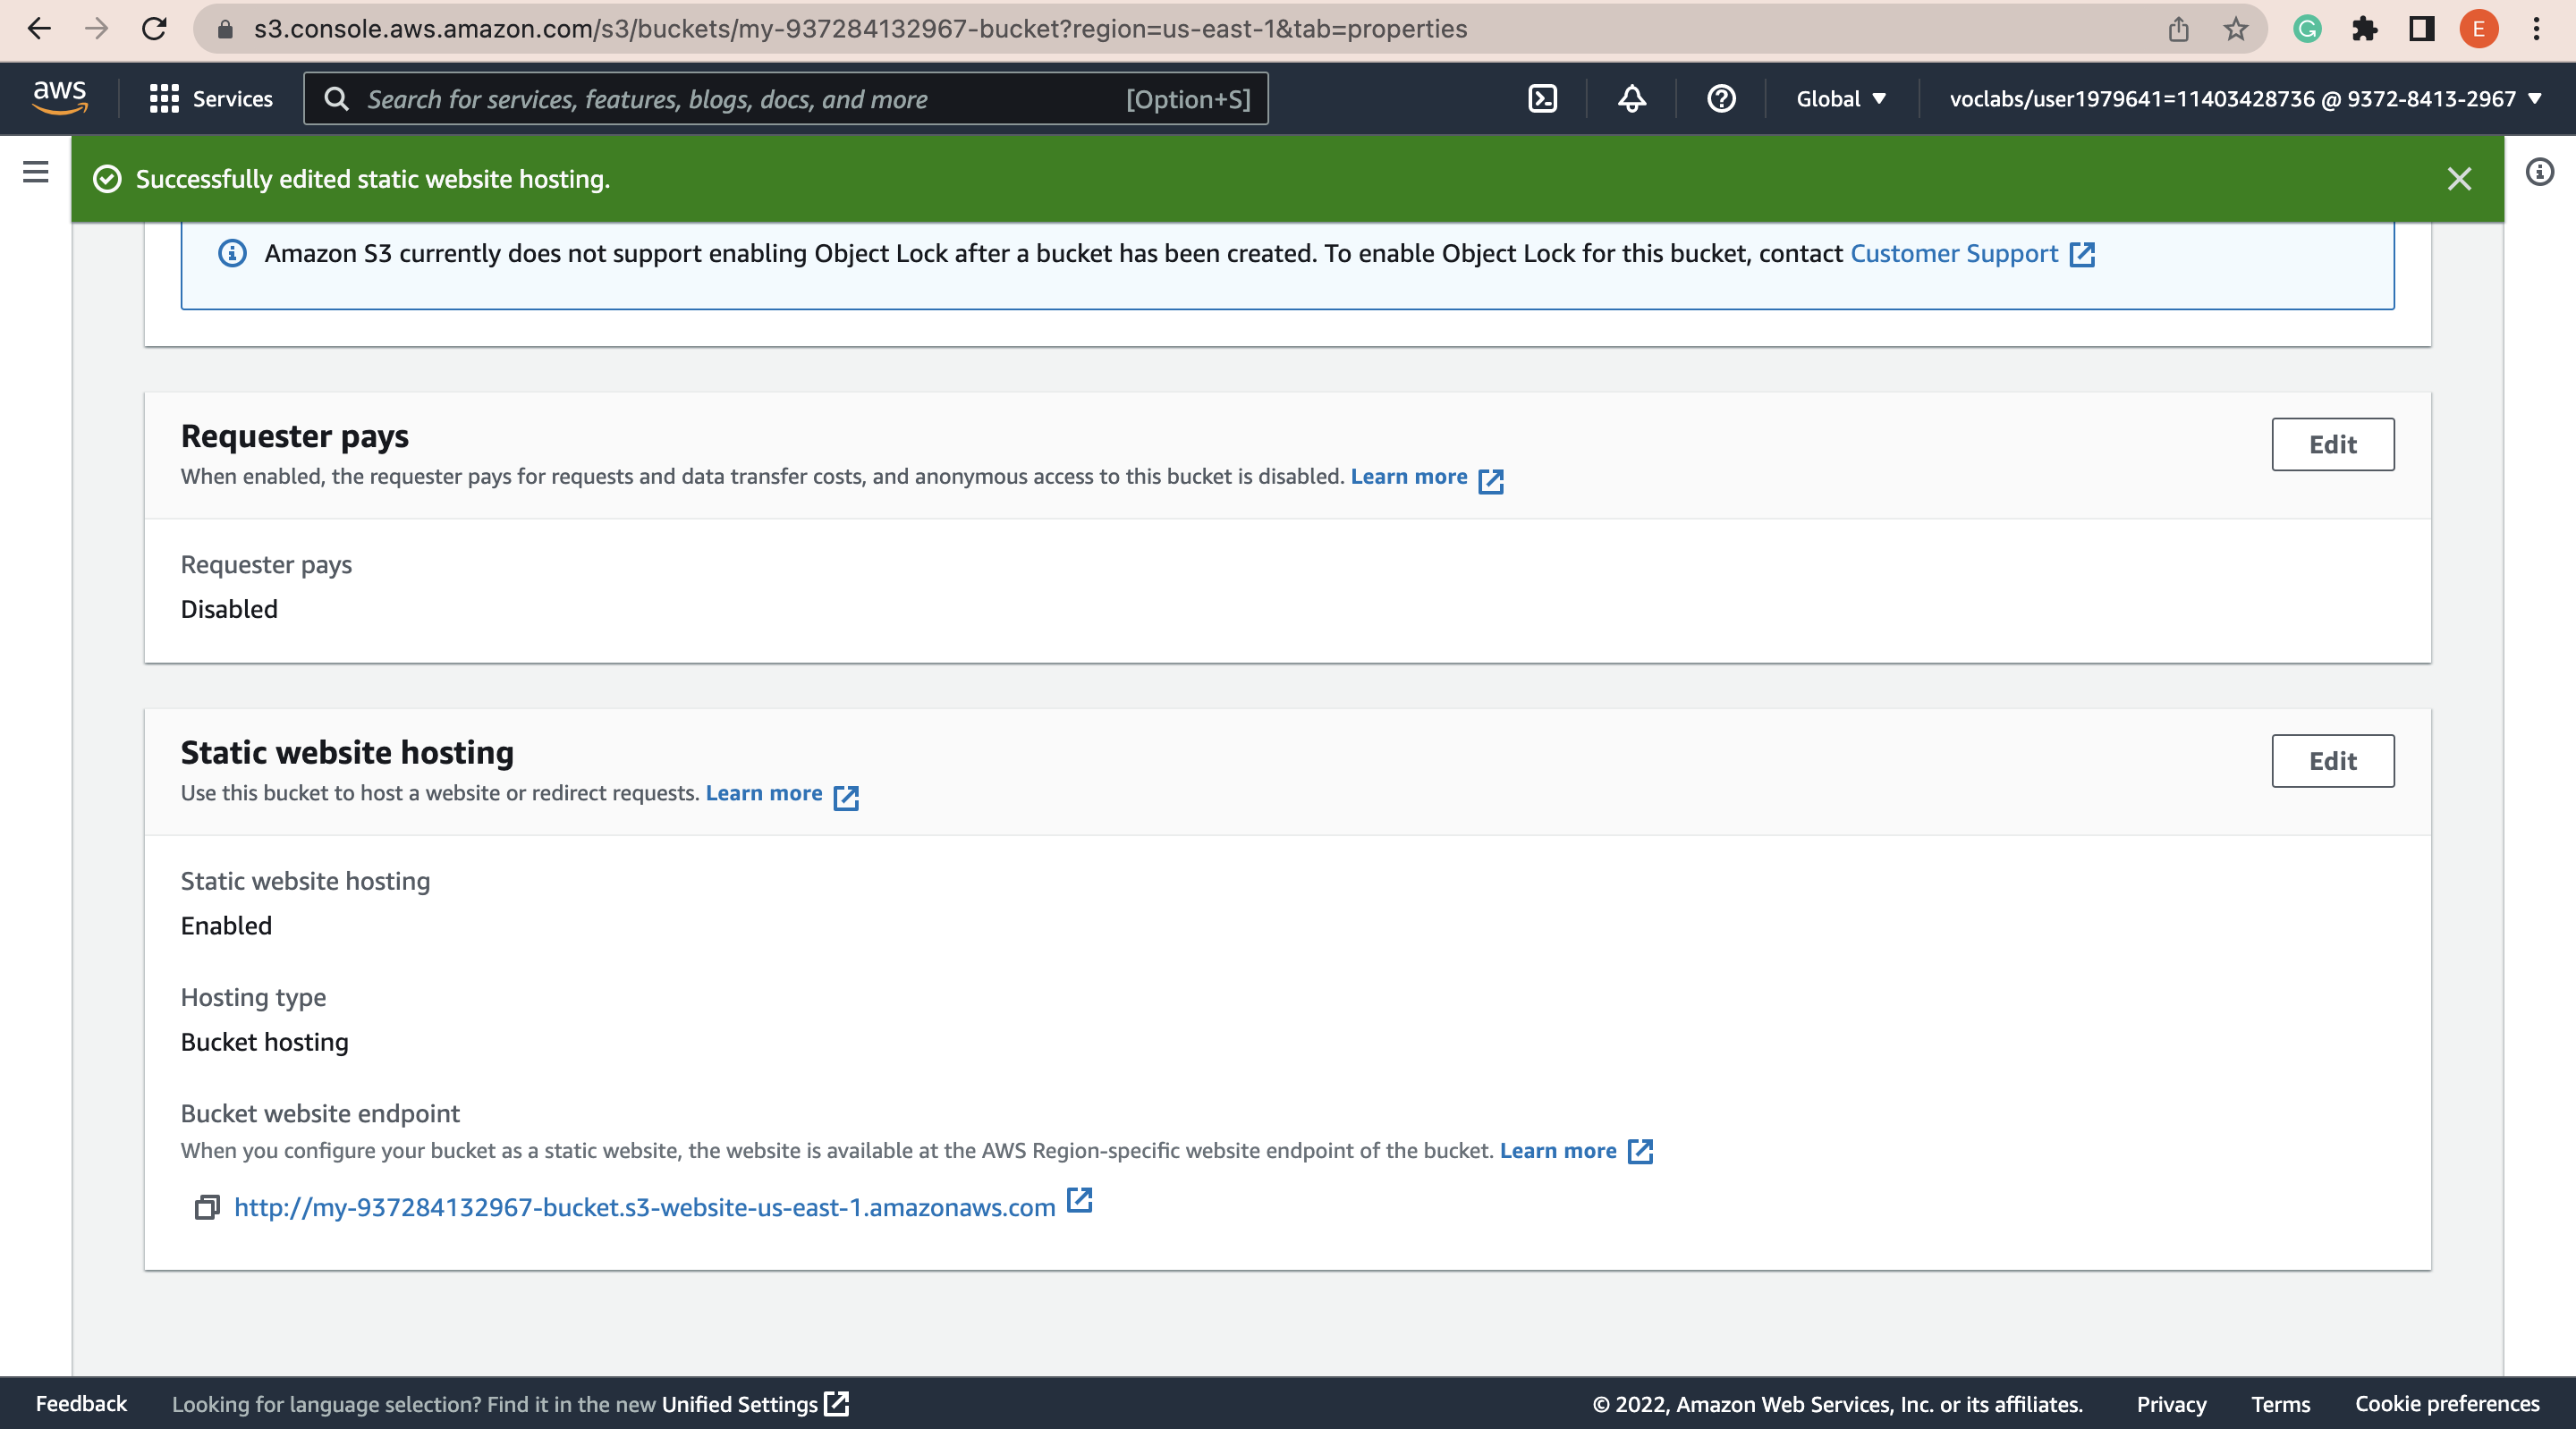 s3.console.aws.amazon.com/s3/buckets/my-937284132967-bucket?region=us-east-1&tab=properties
E
aws
Services
Search for services, features, blogs, docs, and more
[Option+S]
Global
voclabs/user1979641=11403428736 @ 9372-8413-2967
Successfully edited static website hosting.
Amazon S3 currently does not support enabling Object Lock after a bucket has been created. To enable Object Lock for this bucket, contact Customer Support
Requester pays
Edit
When enabled, the requester pays for requests and data transfer costs, and anonymous access to this bucket is disabled. Learn more
Requester pays
Disabled
Static website hosting
Edit
Use this bucket to host a website or redirect requests. Learn more
Static website hosting
Enabled
Hosting type
Bucket hosting
Bucket website endpoint
When you configure your bucket as a static website, the website is available at the AWS Region-specific website endpoint of the bucket. Learn more
http://my-937284132967-bucket.s3-website-us-east-1.amazonaws.com
Feedback
Looking for language selection? Find it in the new Unified Settings
© 2022, Amazon Web Services, Inc. or its affiliates.
Privacy
Terms
Cookie preferences